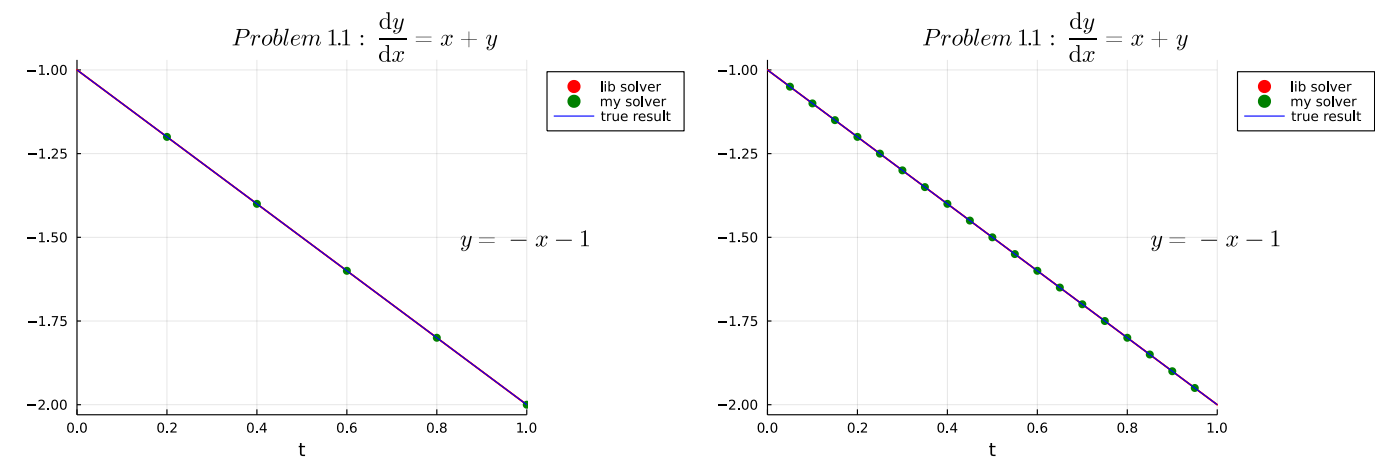 Problem 1.1 : dy/dx = x + y
lib solver
my solver
true result
−1.00
−1.25
−1.50
−1.75
−2.00
y = − x − 1
0.0 0.2 0.4 0.6 0.8 1.0
t
Problem 1.1 : dy/dx = x + y
lib solver
my solver
true result
−1.00
−1.25
−1.50
−1.75
−2.00
y = − x − 1
0.0 0.2 0.4 0.6 0.8 1.0
t